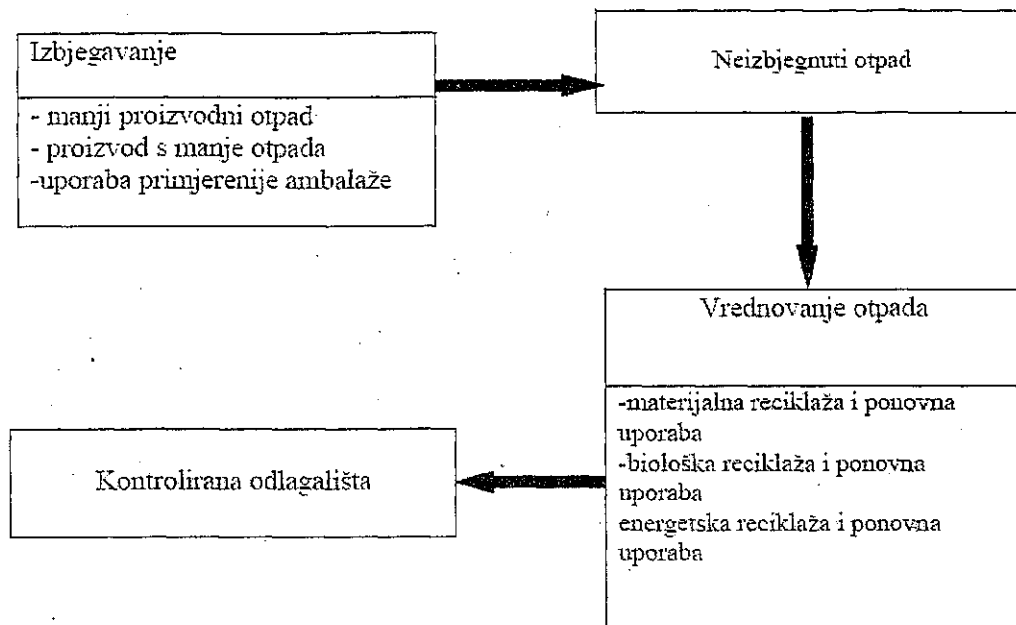 Izbjegavanje
- manji proizvodni otpad
- proizvod s manje otpada
-uporaba primjerenije ambalaže
Neizbjegnuti otpad
Vrednovanje otpada
-materijalna reciklaža i ponovna
uporaba
-biološka reciklaža i ponovna
uporaba
energetska reciklaža i ponovna
uporaba
Kontrolirana odlagališta